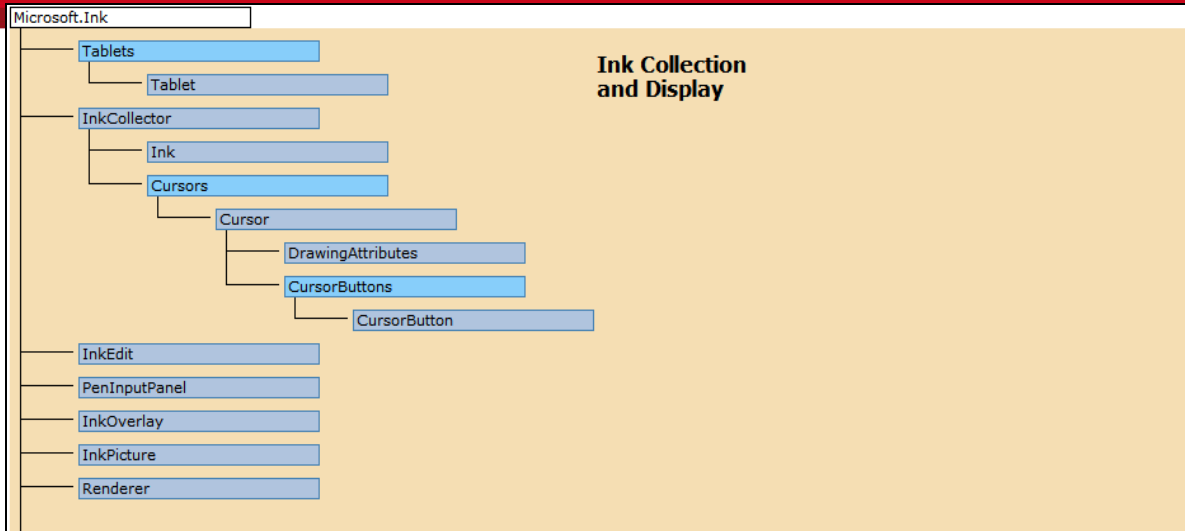 Microsoft.Ink
Tablets
Ink Collection
and Display
Tablet
InkCollector
Ink
Cursors
Cursor
DrawingAttributes
CursorButtons
CursorButton
InkEdit
PenInputPanel
InkOverlay
InkPicture
Renderer